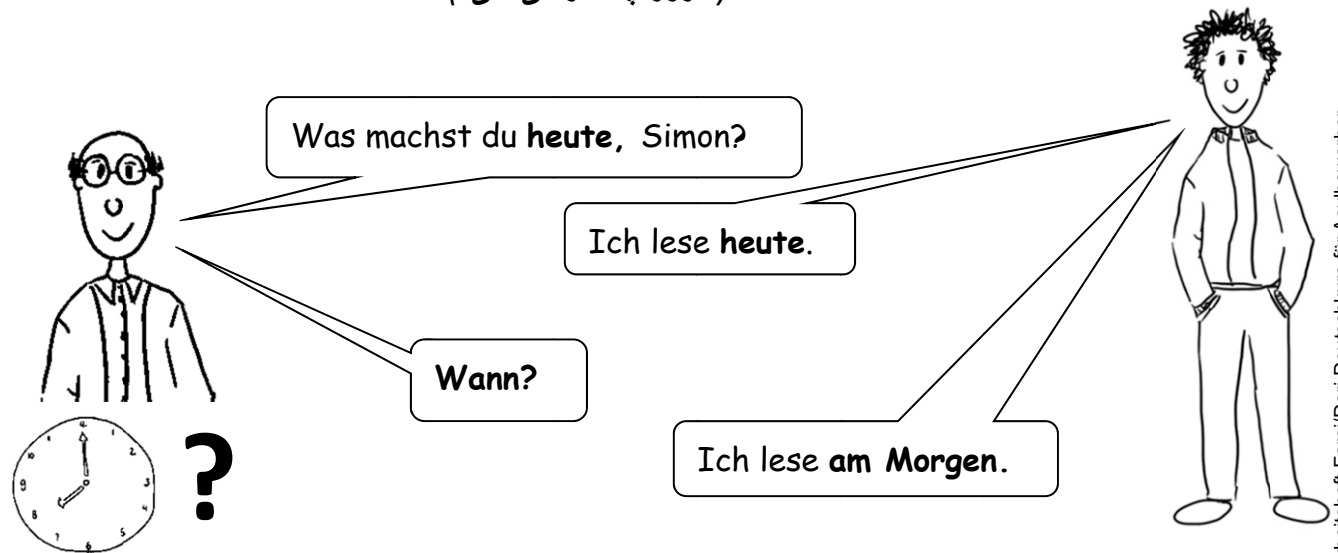 Was machst du heute, Simon?
Ich lese heute.
Wann?
Ich lese am Morgen.
?